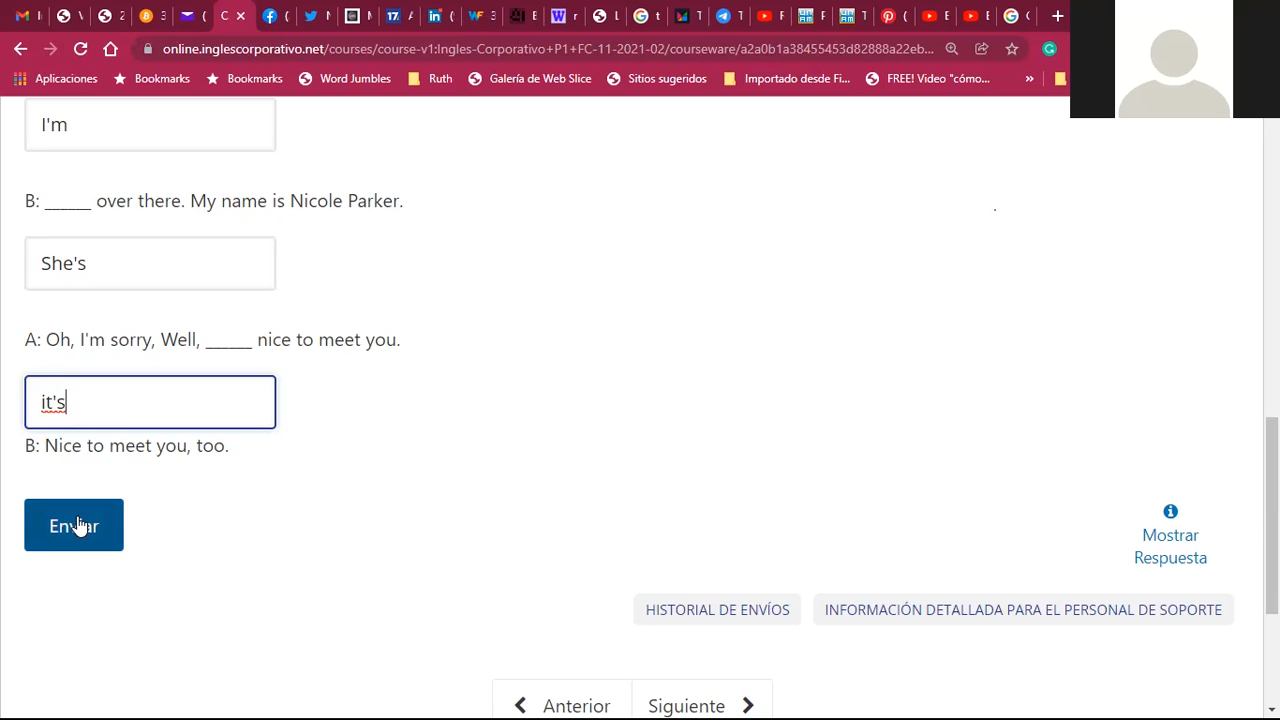 online.inglescorporativo.net/courses/course-v1:Ingles-Corporativo+P1+FC-11-2021-02/courseware/a2a0b1a38455453d82888a22eb...
Aplicaciones Bookmarks Bookmarks Word Jumbles Ruth Galería de Web Slice Sitios sugeridos Importado desde Fi... FREE! Video "cómo... »
I'm
B: ______ over there. My name is Nicole Parker.
She's
A: Oh, I'm sorry, Well, ______ nice to meet you.
it's
B: Nice to meet you, too.
Enviar
Mostrar
Respuesta
HISTORIAL DE ENVÍOS INFORMACIÓN DETALLADA PARA EL PERSONAL DE SOPORTE
Anterior Siguiente